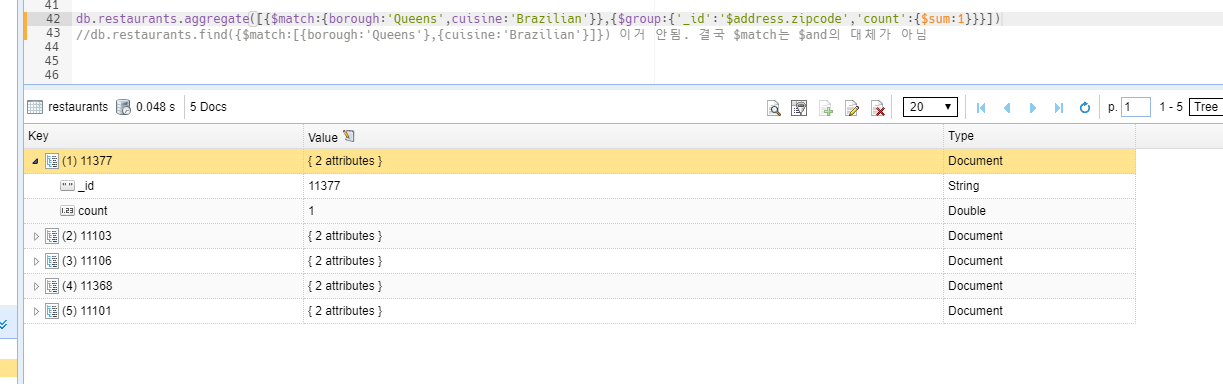 41
42 db.restaurants.aggregate([{$match:{borough:'Queens',cuisine:'Brazilian'}},{$group:{'_id':'$address.zipcode','count':{$sum:1}}}])
43 //db.restaurants.find({$match:[{borough:'Queens'},{cuisine:'Brazilian'}]}) 이거 안됨. 결국 $match는 $and의 대체가 아님
44
45
46
restaurants 0.048 s 5 Docs 20 p. 1 1 - 5 Tree
Key Value Type
(1) 11377 { 2 attributes } Document
"" _id 11377 String
1.23 count 1 Double
(2) 11103 { 2 attributes } Document
(3) 11106 { 2 attributes } Document
(4) 11368 { 2 attributes } Document
(5) 11101 { 2 attributes } Document